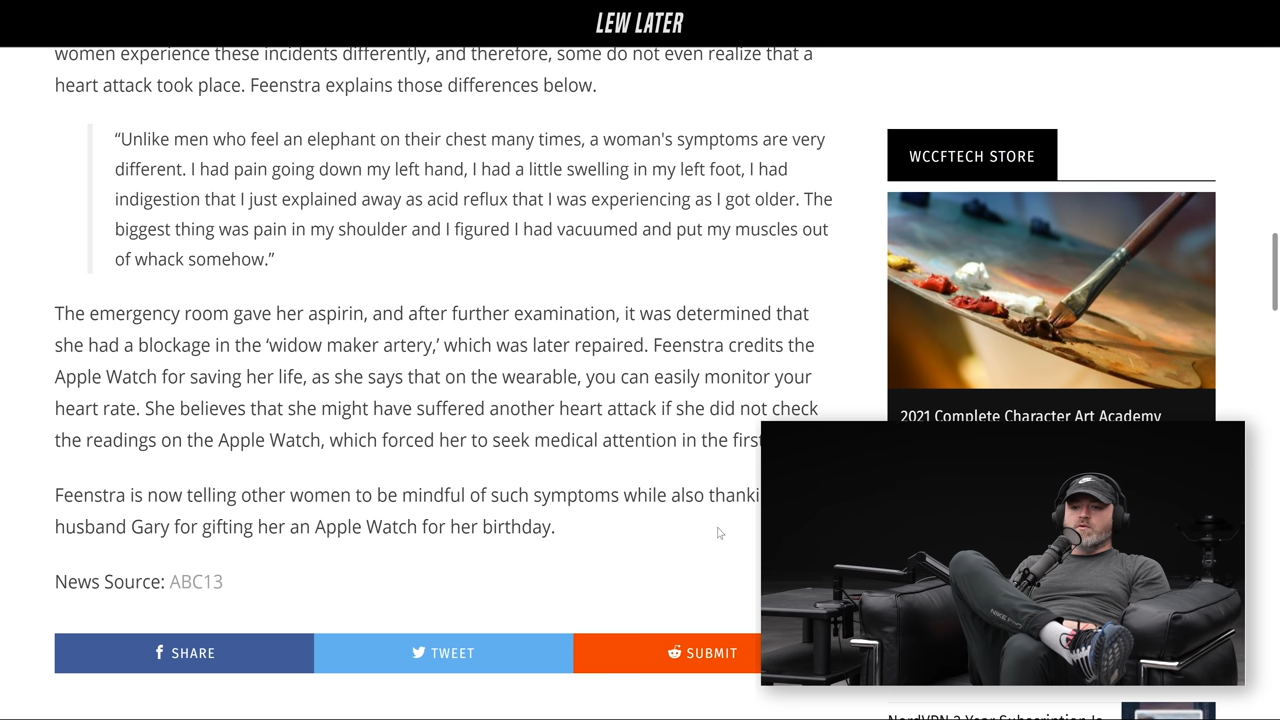 LEW LATER
women experience these incidents differently, and therefore, some do not even realize that a
heart attack took place. Feenstra explains those differences below.
“Unlike men who feel an elephant on their chest many times, a woman's symptoms are very
different. I had pain going down my left hand, I had a little swelling in my left foot, I had
indigestion that I just explained away as acid reflux that I was experiencing as I got older. The
biggest thing was pain in my shoulder and I figured I had vacuumed and put my muscles out
of whack somehow.”
The emergency room gave her aspirin, and after further examination, it was determined that
she had a blockage in the ‘widow maker artery,’ which was later repaired. Feenstra credits the
Apple Watch for saving her life, as she says that on the wearable, you can easily monitor your
heart rate. She believes that she might have suffered another heart attack if she did not check
the readings on the Apple Watch, which forced her to seek medical attention in the first
Feenstra is now telling other women to be mindful of such symptoms while also thanki
husband Gary for gifting her an Apple Watch for her birthday.
News Source: ABC13
SHARE
TWEET
SUBMIT
WCCFTECH STORE
2021 Complete Character Art Academy
NIKE PRO
NordVPN 2-Year Subscription Is